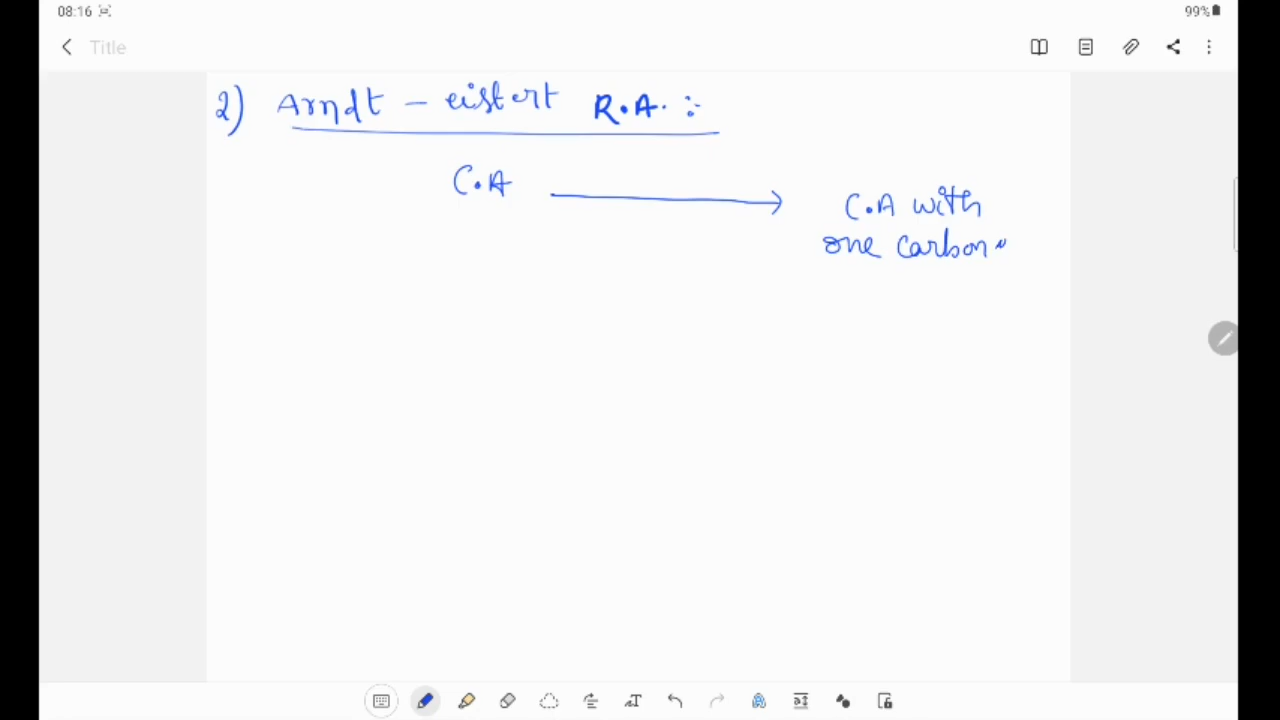 08:16
99%
Title
2) Arndt - eistert R.A. :
C.A → C.A with
one carbon